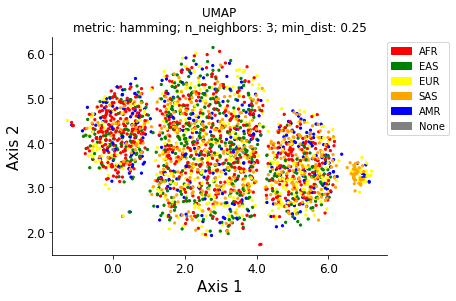 UMAP
metric: hamming; n_neighbors: 3; min_dist: 0.25
AFR
EAS
EUR
SAS
AMR
None
6.0
5.0
4.0
3.0
2.0
Axis 2
0.0 2.0 4.0 6.0
Axis 1